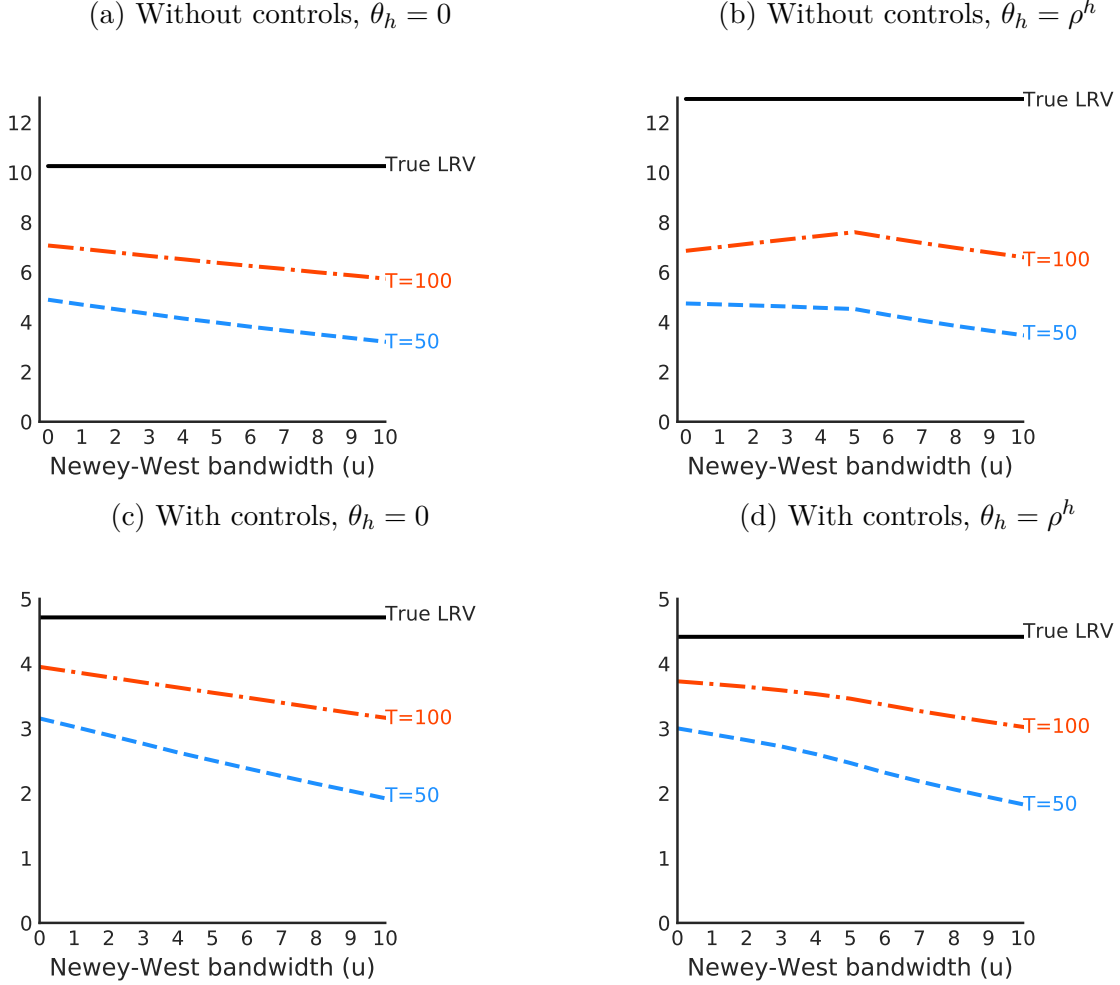 (a) Without controls, θ_h = 0
12
10
8
6
4
2
0
True LRV
T=100
T=50
0 1 2 3 4 5 6 7 8 9 10
Newey-West bandwidth (u)
(b) Without controls, θ_h = ρ^h
12
10
8
6
4
2
0
True LRV
T=100
T=50
0 1 2 3 4 5 6 7 8 9 10
Newey-West bandwidth (u)
(c) With controls, θ_h = 0
5
4
3
2
1
0
True LRV
T=100
T=50
0 1 2 3 4 5 6 7 8 9 10
Newey-West bandwidth (u)
(d) With controls, θ_h = ρ^h
5
4
3
2
1
0
True LRV
T=100
T=50
0 1 2 3 4 5 6 7 8 9 10
Newey-West bandwidth (u)